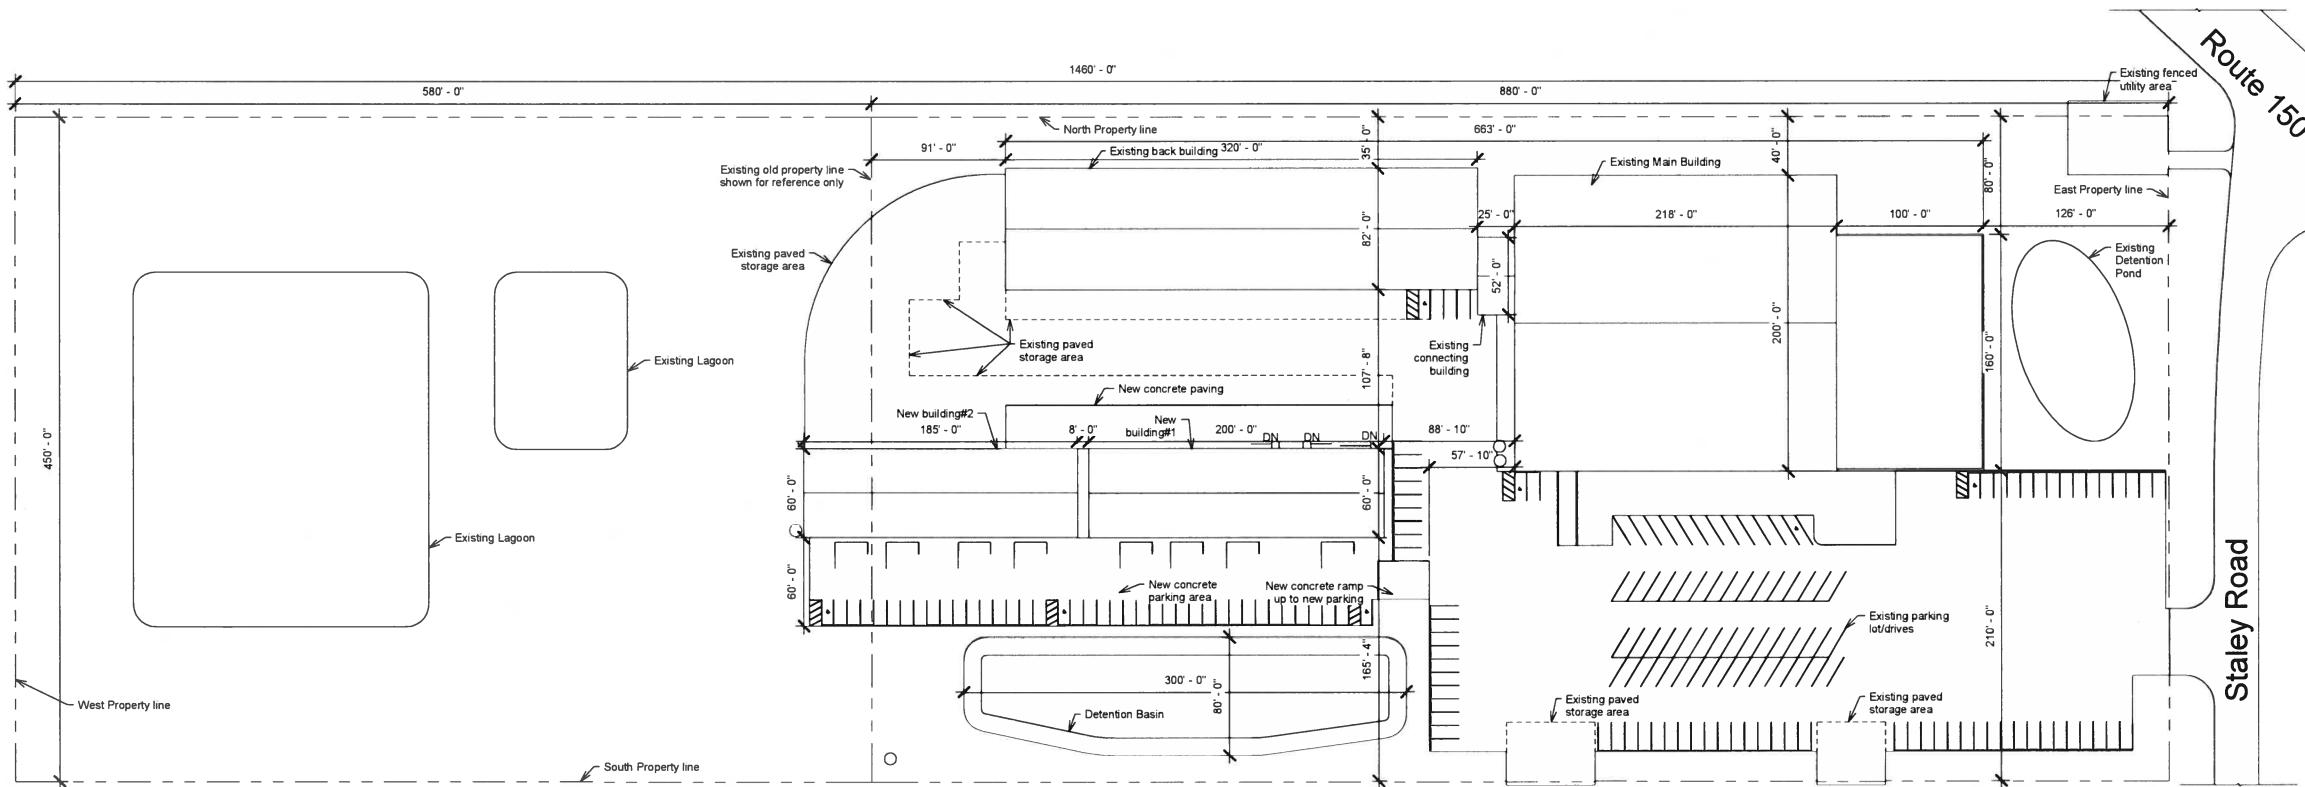 Route 150
1460' - 0"
Existing fenced
utility area
580' - 0"
880' - 0"
North Property line
663' - 0"
91' - 0"
Existing back building
320' - 0"
35' - 0"
40' - 0"
Existing Main Building
80' - 0"
Existing old property line
shown for reference only
East Property line
25' - 0"
218' - 0"
100' - 0"
126' - 0"
82' - 0"
Existing paved
storage area
Existing
Detention
Pond
52' - 0"
200' - 0"
160' - 0"
Existing paved
storage area
Existing
connecting
building
Existing Lagoon
107' - 8"
New concrete paving
New building#2
New
building#1
185' - 0"
8' - 0"
200' - 0"
DN
DN
DN
88' - 10"
57' - 10"
450' - 0"
60' - 0"
60' - 0"
Existing Lagoon
60' - 0"
New concrete
parking area
New concrete ramp
up to new parking
Existing parking
lot/drives
210' - 0"
Staley Road
165' - 4"
300' - 0"
80' - 0"
Detention Basin
Existing paved
storage area
Existing paved
storage area
West Property line
South Property line